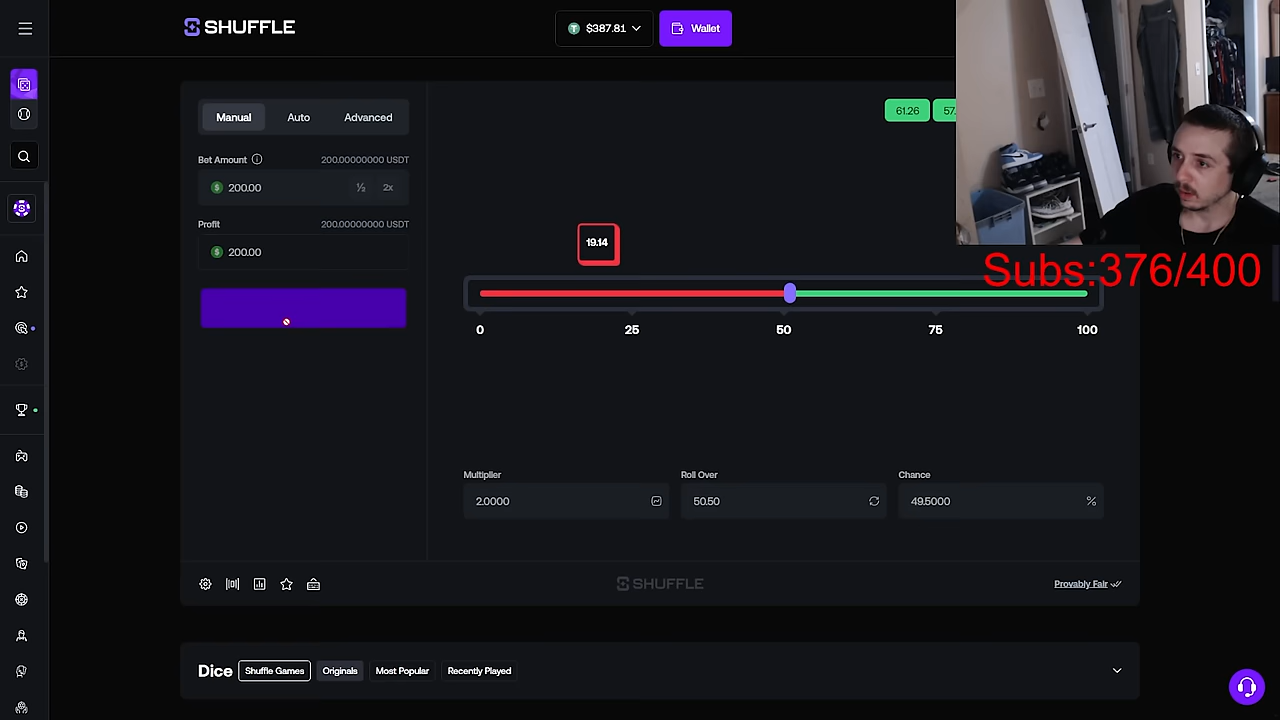 SHUFFLE
$387.81
Wallet
Manual
Auto
Advanced
61.26
57.
Bet Amount
200.00000000 USDT
200.00
½
2x
Profit
200.00000000 USDT
200.00
19.14
Subs:376/400
0
25
50
75
100
Multiplier
Roll Over
Chance
2.0000
50.50
49.5000
%
SHUFFLE
Provably Fair
Dice
Shuffle Games
Originals
Most Popular
Recently Played